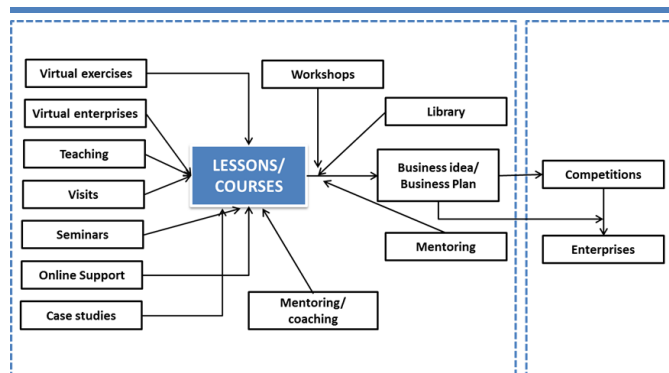 Virtual exercises
Workshops
Virtual enterprises
Library
Teaching
LESSONS/
COURSES
Business idea/
Business Plan
Competitions
Visits
Seminars
Mentoring
Enterprises
Online Support
Case studies
Mentoring/
coaching